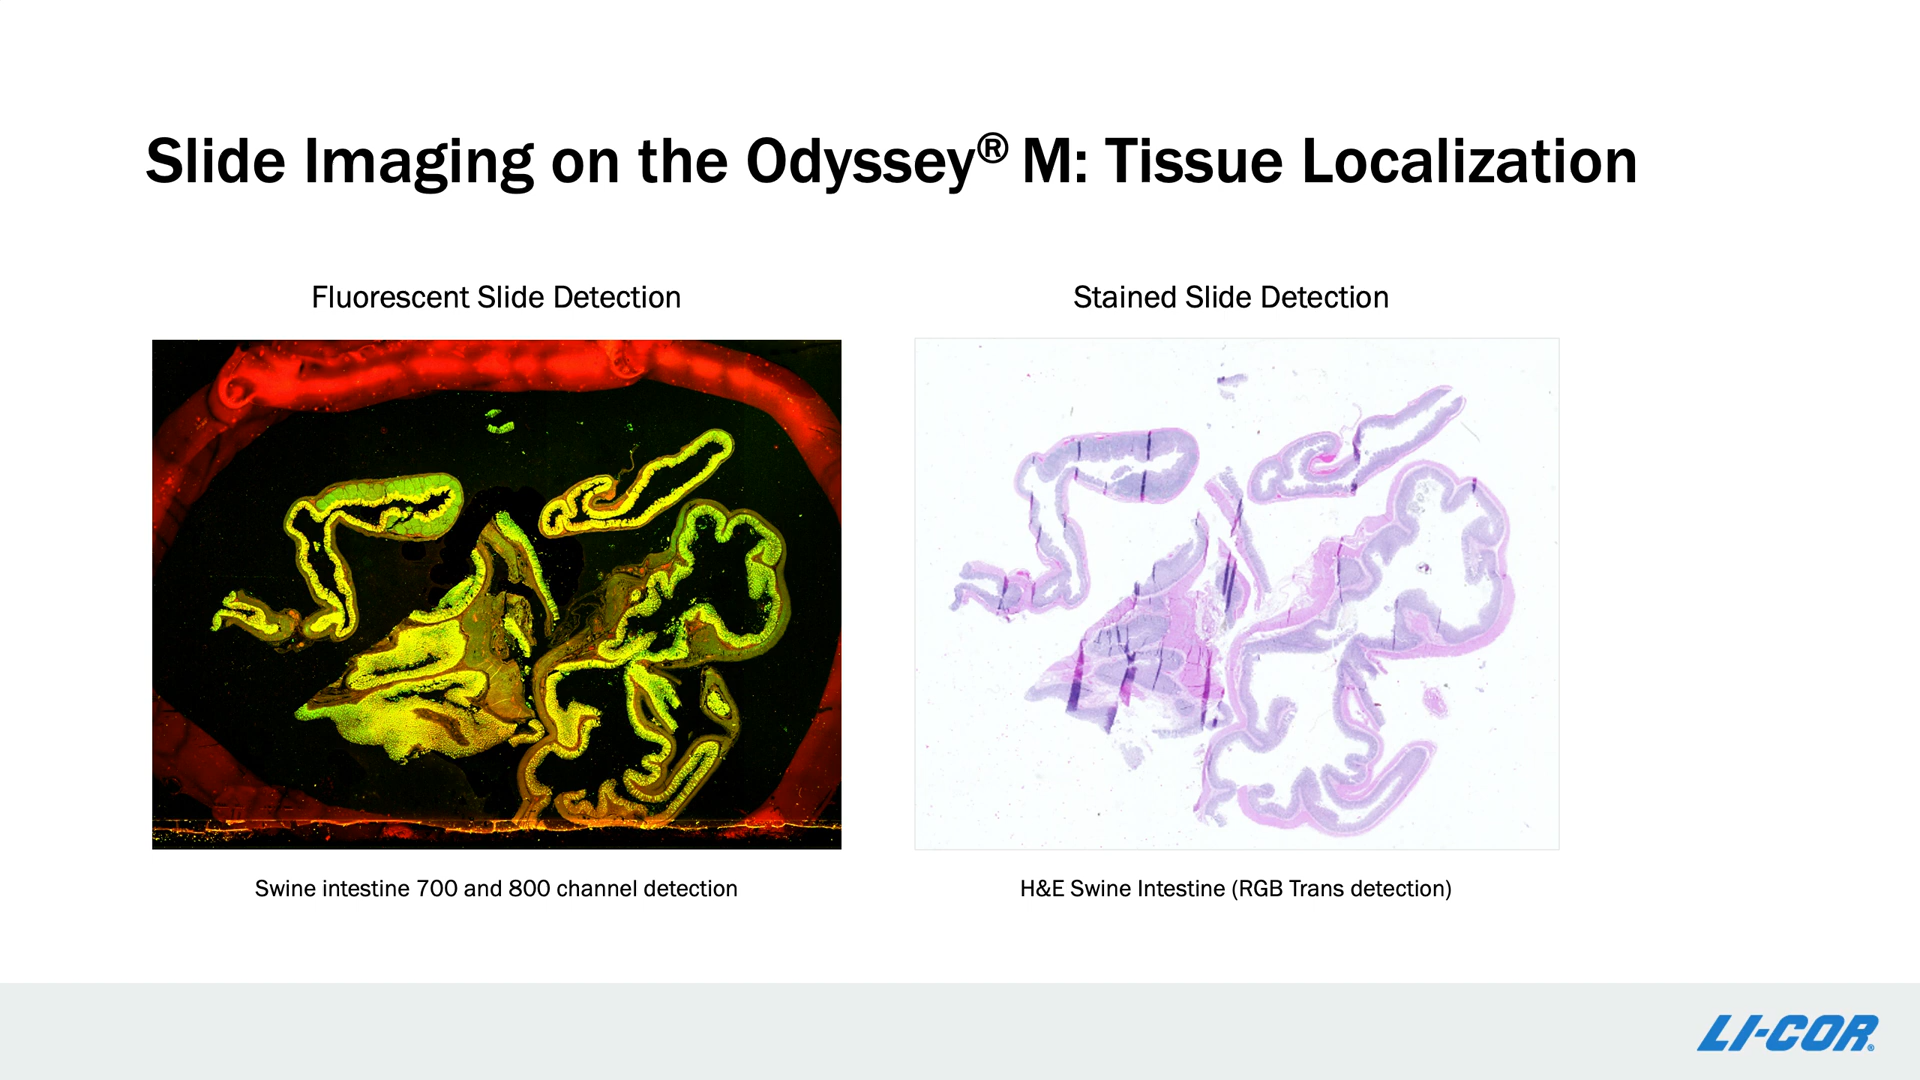 Slide Imaging on the Odyssey® M: Tissue Localization
Fluorescent Slide Detection
Stained Slide Detection
Swine intestine 700 and 800 channel detection
H&E Swine Intestine (RGB Trans detection)
LI-COR®